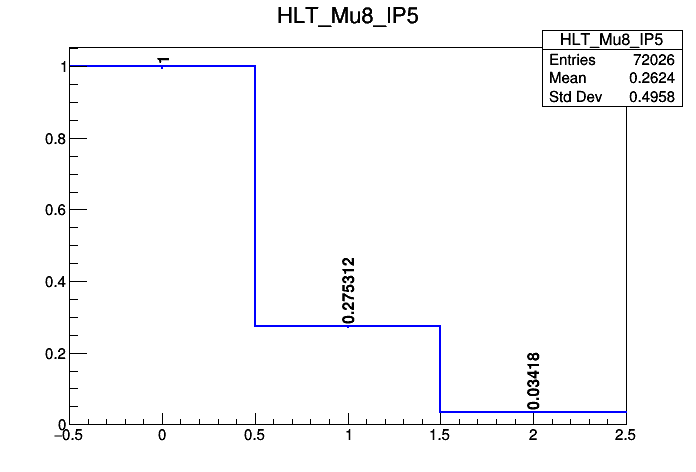 HLT_Mu8_IP5
HLT_Mu8_IP5
Entries 72026
Mean 0.2624
Std Dev 0.4958
1
0.275312
0.03418
1
0.8
0.6
0.4
0.2
0
−0.5 0 0.5 1 1.5 2 2.5